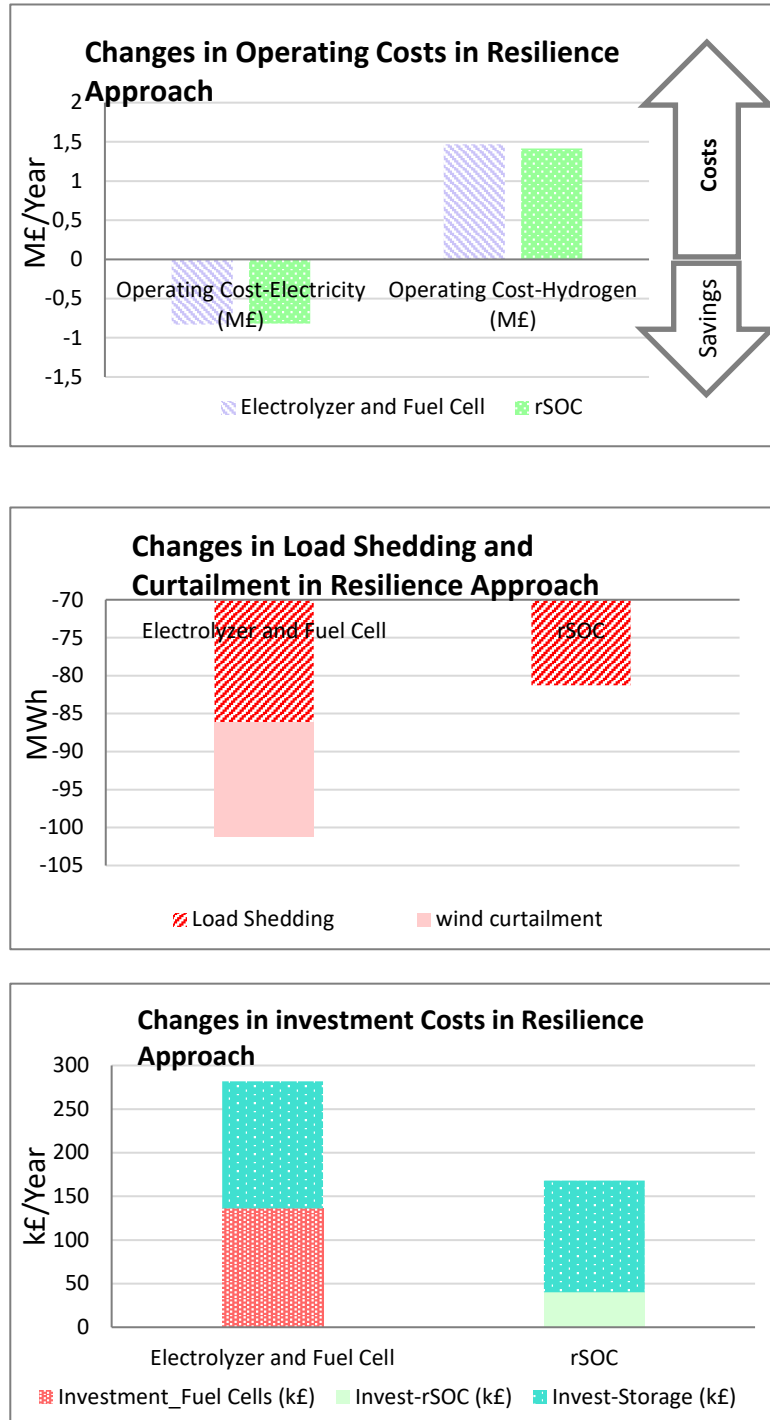 Changes in Operating Costs in Resilience
Approach
2
1,5
1
0,5
0
-0,5
-1
-1,5
M£/Year
Operating Cost-Electricity
(M£)
Operating Cost-Hydrogen
(M£)
Costs
Savings
Electrolyzer and Fuel Cell
rSOC
Changes in Load Shedding and
Curtailment in Resilience Approach
-70
-75
-80
-85
-90
-95
-100
-105
MWh
Electrolyzer and Fuel Cell
rSOC
Load Shedding
wind curtailment
Changes in investment Costs in Resilience
Approach
300
250
200
150
100
50
0
k£/Year
Electrolyzer and Fuel Cell
rSOC
Investment_Fuel Cells (k£)
Invest-rSOC (k£)
Invest-Storage (k£)